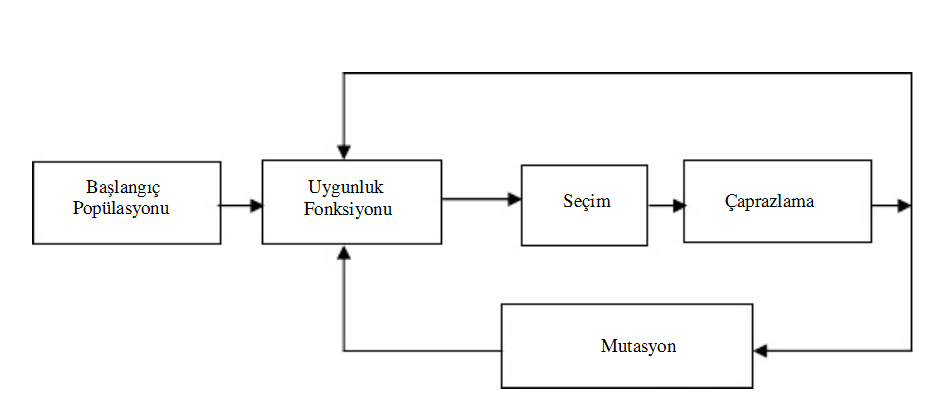 Başlangıç
Popülasyonu
Uygunluk
Fonksiyonu
Seçim
Çaprazlama
Mutasyon